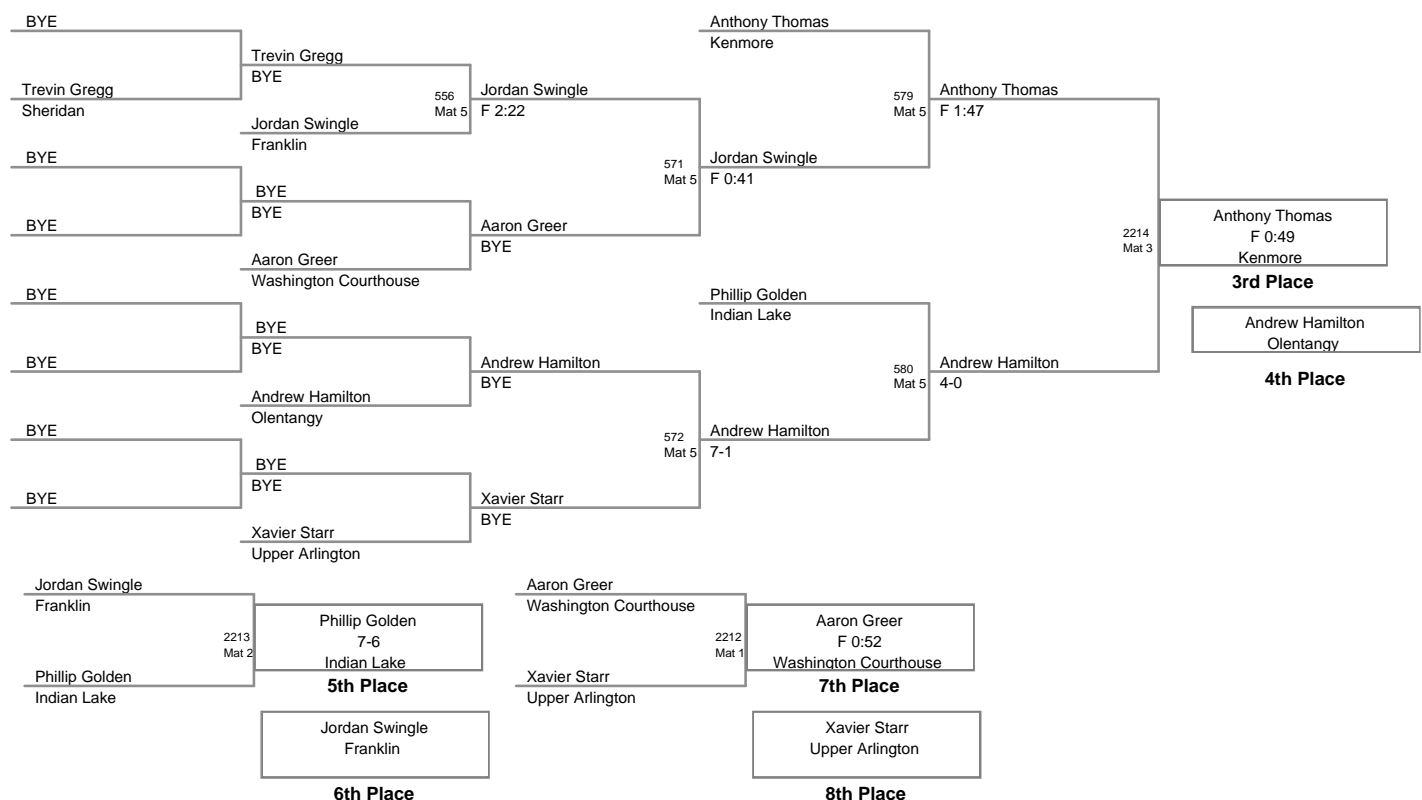 BYE
Trevin Gregg
Sheridan
BYE
BYE
BYE
BYE
BYE
BYE
Trevin Gregg
BYE
Jordan Swingle
Franklin
BYE
BYE
Aaron Greer
Washington Courthouse
BYE
BYE
Andrew Hamilton
Olentangy
BYE
BYE
Xavier Starr
Upper Arlington
556
Mat 5
Jordan Swingle
F 2:22
Aaron Greer
BYE
Andrew Hamilton
BYE
Xavier Starr
BYE
571
Mat 5
572
Mat 5
Anthony Thomas
Kenmore
Jordan Swingle
F 0:41
Phillip Golden
Indian Lake
Andrew Hamilton
7-1
579
Mat 5
580
Mat 5
Anthony Thomas
F 1:47
Andrew Hamilton
4-0
2214
Mat 3
Anthony Thomas
F 0:49
Kenmore
3rd Place
Andrew Hamilton
Olentangy
4th Place
Jordan Swingle
Franklin
Phillip Golden
Indian Lake
2213
Mat 2
Phillip Golden
7-6
Indian Lake
5th Place
Jordan Swingle
Franklin
6th Place
Aaron Greer
Washington Courthouse
Xavier Starr
Upper Arlington
2212
Mat 1
Aaron Greer
F 0:52
Washington Courthouse
7th Place
Xavier Starr
Upper Arlington
8th Place